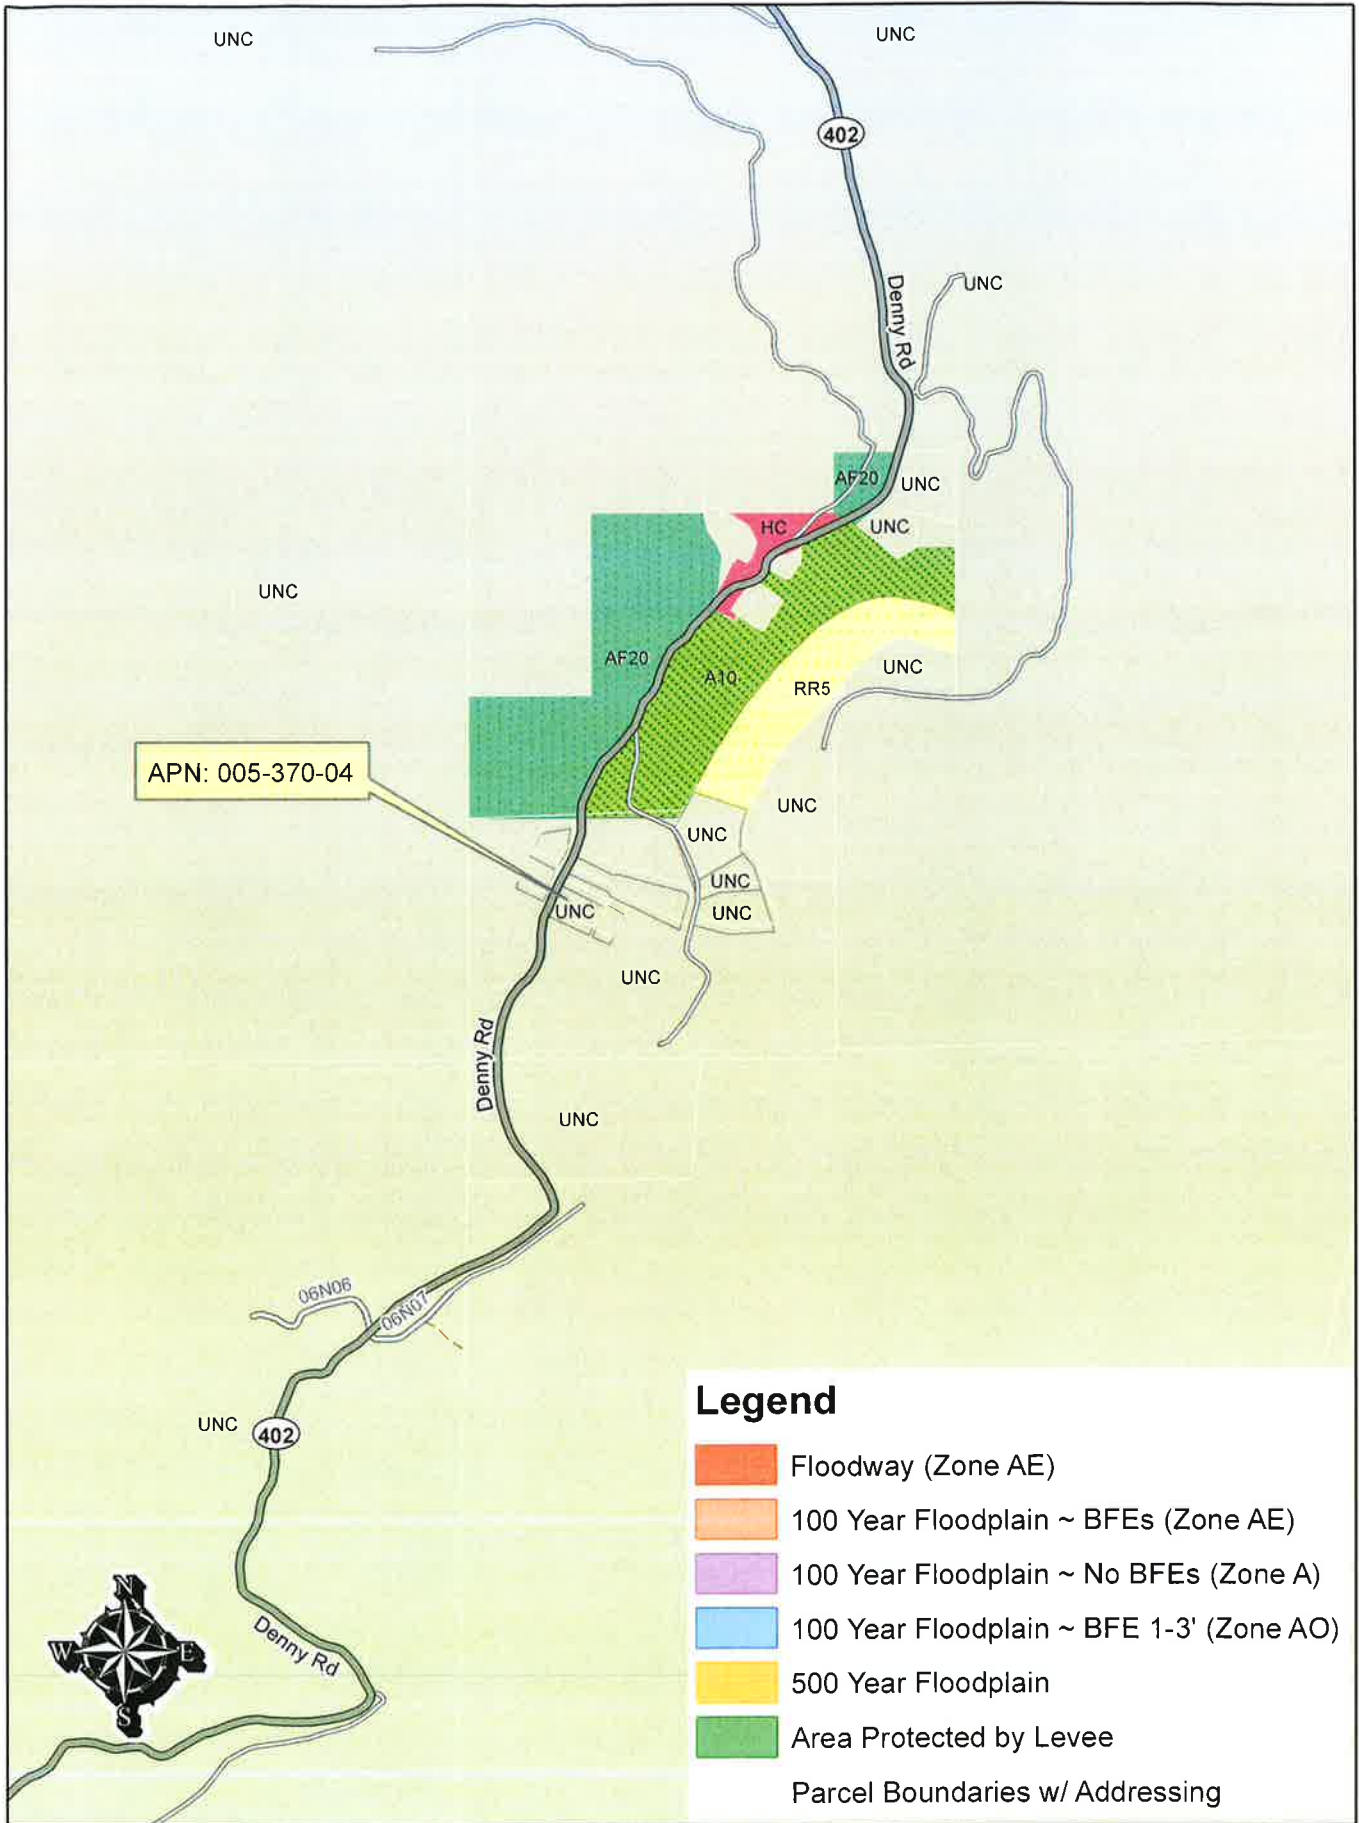 UNC
UNC
402
Denny Rd
UNC
AF20
UNC
HC
UNC
UNC
AF20
A10
UNC
RR5
APN: 005-370-04
UNC
UNC
UNC
UNC
UNC
UNC
Denny Rd
UNC
06N06
06N07
UNC
402
Denny Rd
N
W
E
S
Legend
Floodway (Zone AE)
100 Year Floodplain ~ BFEs (Zone AE)
100 Year Floodplain ~ No BFEs (Zone A)
100 Year Floodplain ~ BFE 1-3' (Zone AO)
500 Year Floodplain
Area Protected by Levee
Parcel Boundaries w/ Addressing